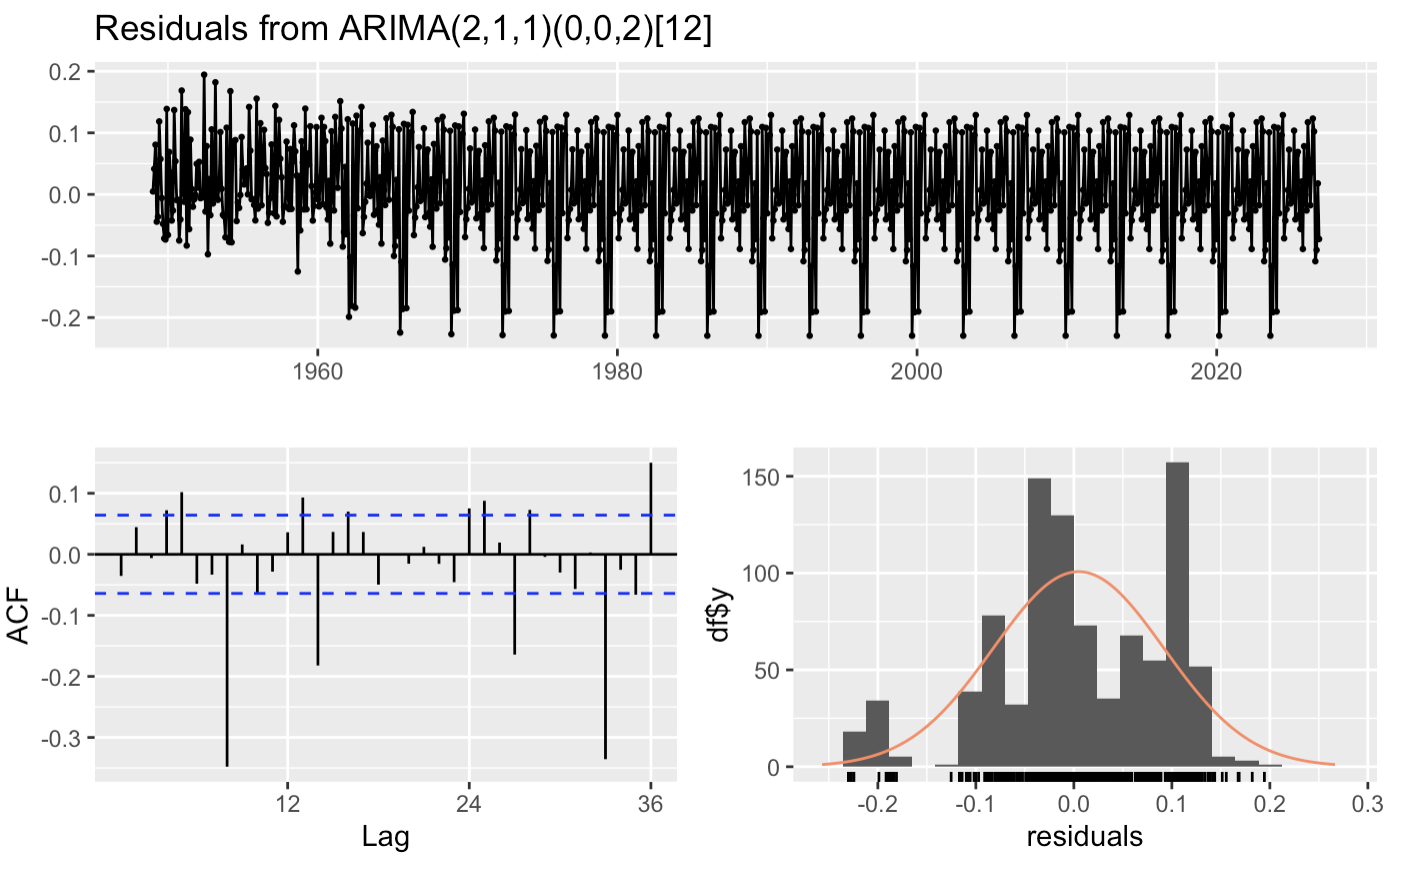 Residuals from ARIMA(2,1,1)(0,0,2)[12]
0.2
0.1
0.0
-0.1
-0.2
1960 1980 2000 2020
ACF
0.1
0.0
-0.1
-0.2
-0.3
12 24 36
Lag
df$y
150
100
50
0
-0.2 -0.1 0.0 0.1 0.2 0.3
residuals